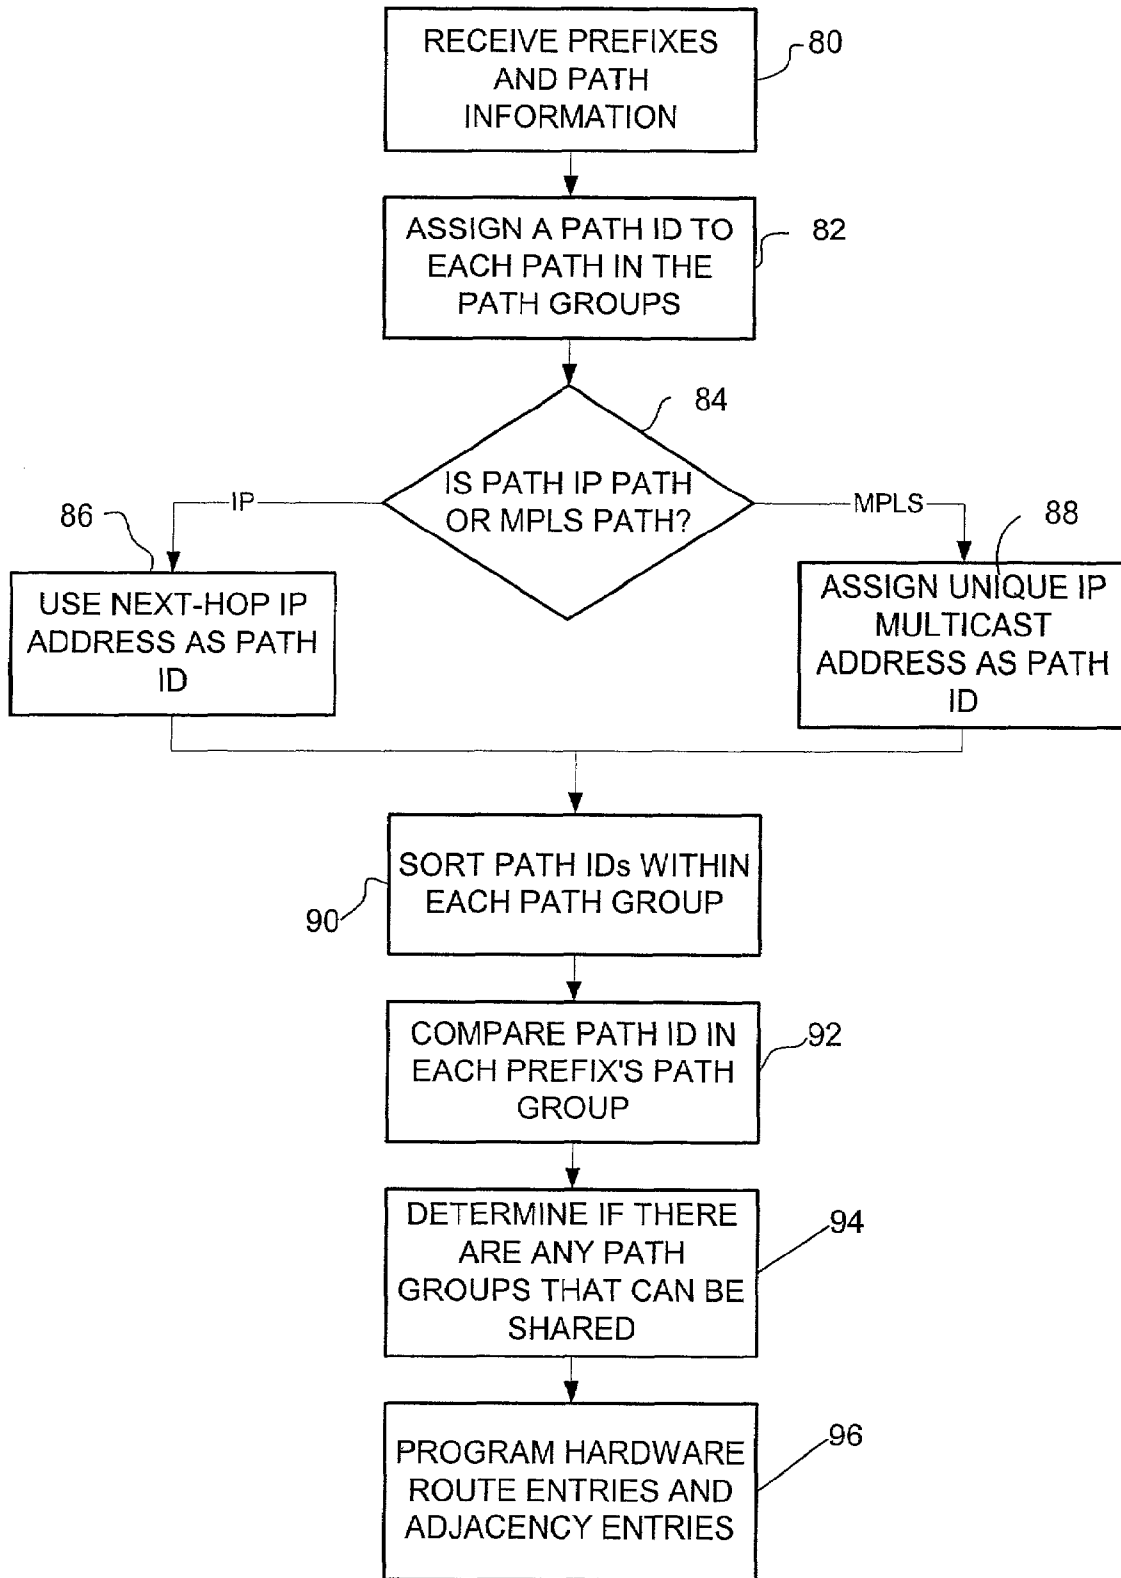 RECEIVE PREFIXES
AND PATH
INFORMATION
80
ASSIGN A PATH ID TO
EACH PATH IN THE
PATH GROUPS
82
84
IS PATH IP PATH
OR MPLS PATH?
IP
MPLS
86
USE NEXT-HOP IP
ADDRESS AS PATH
ID
88
ASSIGN UNIQUE IP
MULTICAST
ADDRESS AS PATH
ID
SORT PATH IDs WITHIN
EACH PATH GROUP
90
COMPARE PATH ID IN
EACH PREFIX'S PATH
GROUP
92
DETERMINE IF THERE
ARE ANY PATH
GROUPS THAT CAN BE
SHARED
94
PROGRAM HARDWARE
ROUTE ENTRIES AND
ADJACENCY ENTRIES
96